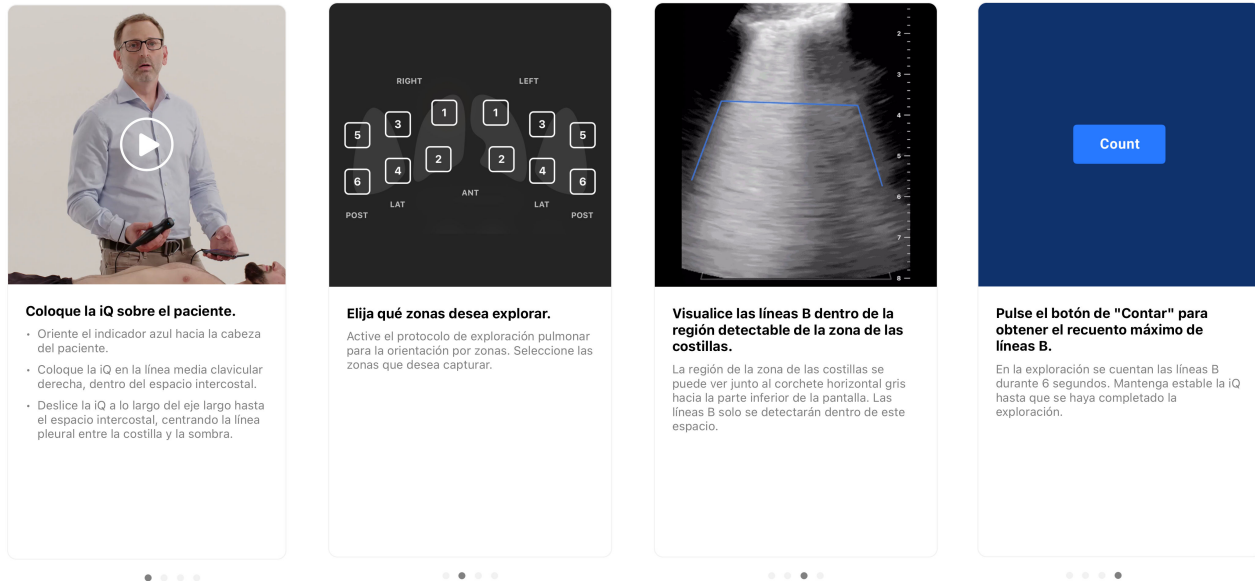 Coloque la iQ sobre el paciente.
• Oriente el indicador azul hacia la cabeza
del paciente.
• Coloque la iQ en la línea media clavicular
derecha, dentro del espacio intercostal.
• Deslice la iQ a lo largo del eje largo hasta
el espacio intercostal, centrando la línea
pleural entre la costilla y la sombra.
RIGHT LEFT
1 1
3 3
5 5
2 2
4 4
6 6
ANT
LAT LAT
POST POST
Elija qué zonas desea explorar.
Active el protocolo de exploración pulmonar
para la orientación por zonas. Seleccione las
zonas que desea capturar.
2
3
4
5
6
7
8
Visualice las líneas B dentro de la
región detectable de la zona de las
costillas.
La región de la zona de las costillas se
puede ver junto al corchete horizontal gris
hacia la parte inferior de la pantalla. Las
líneas B solo se detectarán dentro de este
espacio.
Count
Pulse el botón de "Contar" para
obtener el recuento máximo de
líneas B.
En la exploración se cuentan las líneas B
durante 6 segundos. Mantenga estable la iQ
hasta que se haya completado la
exploración.